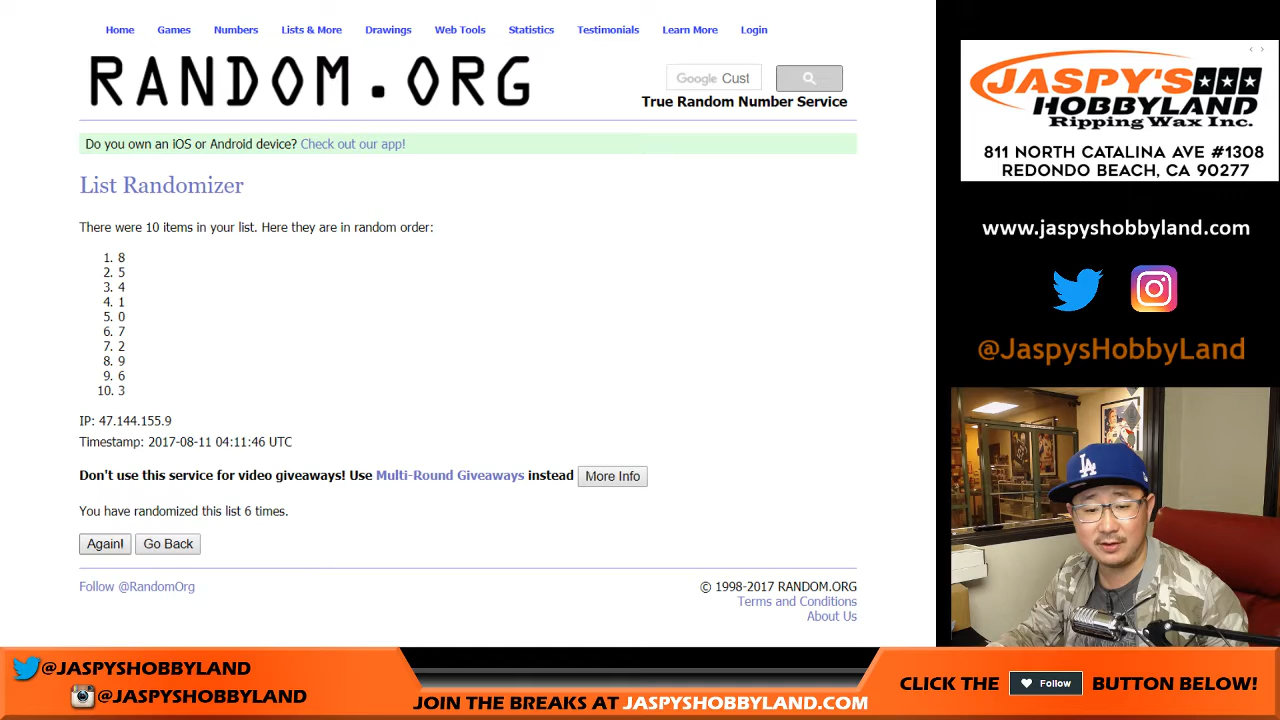 Home Games Numbers Lists & More Drawings Web Tools Statistics Testimonials Learn More Login
RANDOM.ORG
Google Cust
True Random Number Service
Do you own an iOS or Android device? Check out our app!
List Randomizer
There were 10 items in your list. Here they are in random order:
1. 8
2. 5
3. 4
4. 1
5. 0
6. 7
7. 2
8. 9
9. 6
10. 3
IP: 47.144.155.9
Timestamp: 2017-08-11 04:11:46 UTC
Don't use this service for video giveaways! Use Multi-Round Giveaways instead More Info
You have randomized this list 6 times.
Again! Go Back
Follow @RandomOrg
© 1998-2017 RANDOM.ORG
Terms and Conditions
About Us
JASPY'S
HOBBYLAND
Ripping Wax Inc.
811 NORTH CATALINA AVE #1308
REDONDO BEACH, CA 90277
www.jaspyshobbyland.com
@JaspysHobbyLand
LA
@JASPYSHOBBYLAND
@JASPYSHOBBYLAND
JOIN THE BREAKS AT JASPYSHOBBYLAND.COM
CLICK THE Follow BUTTON BELOW!